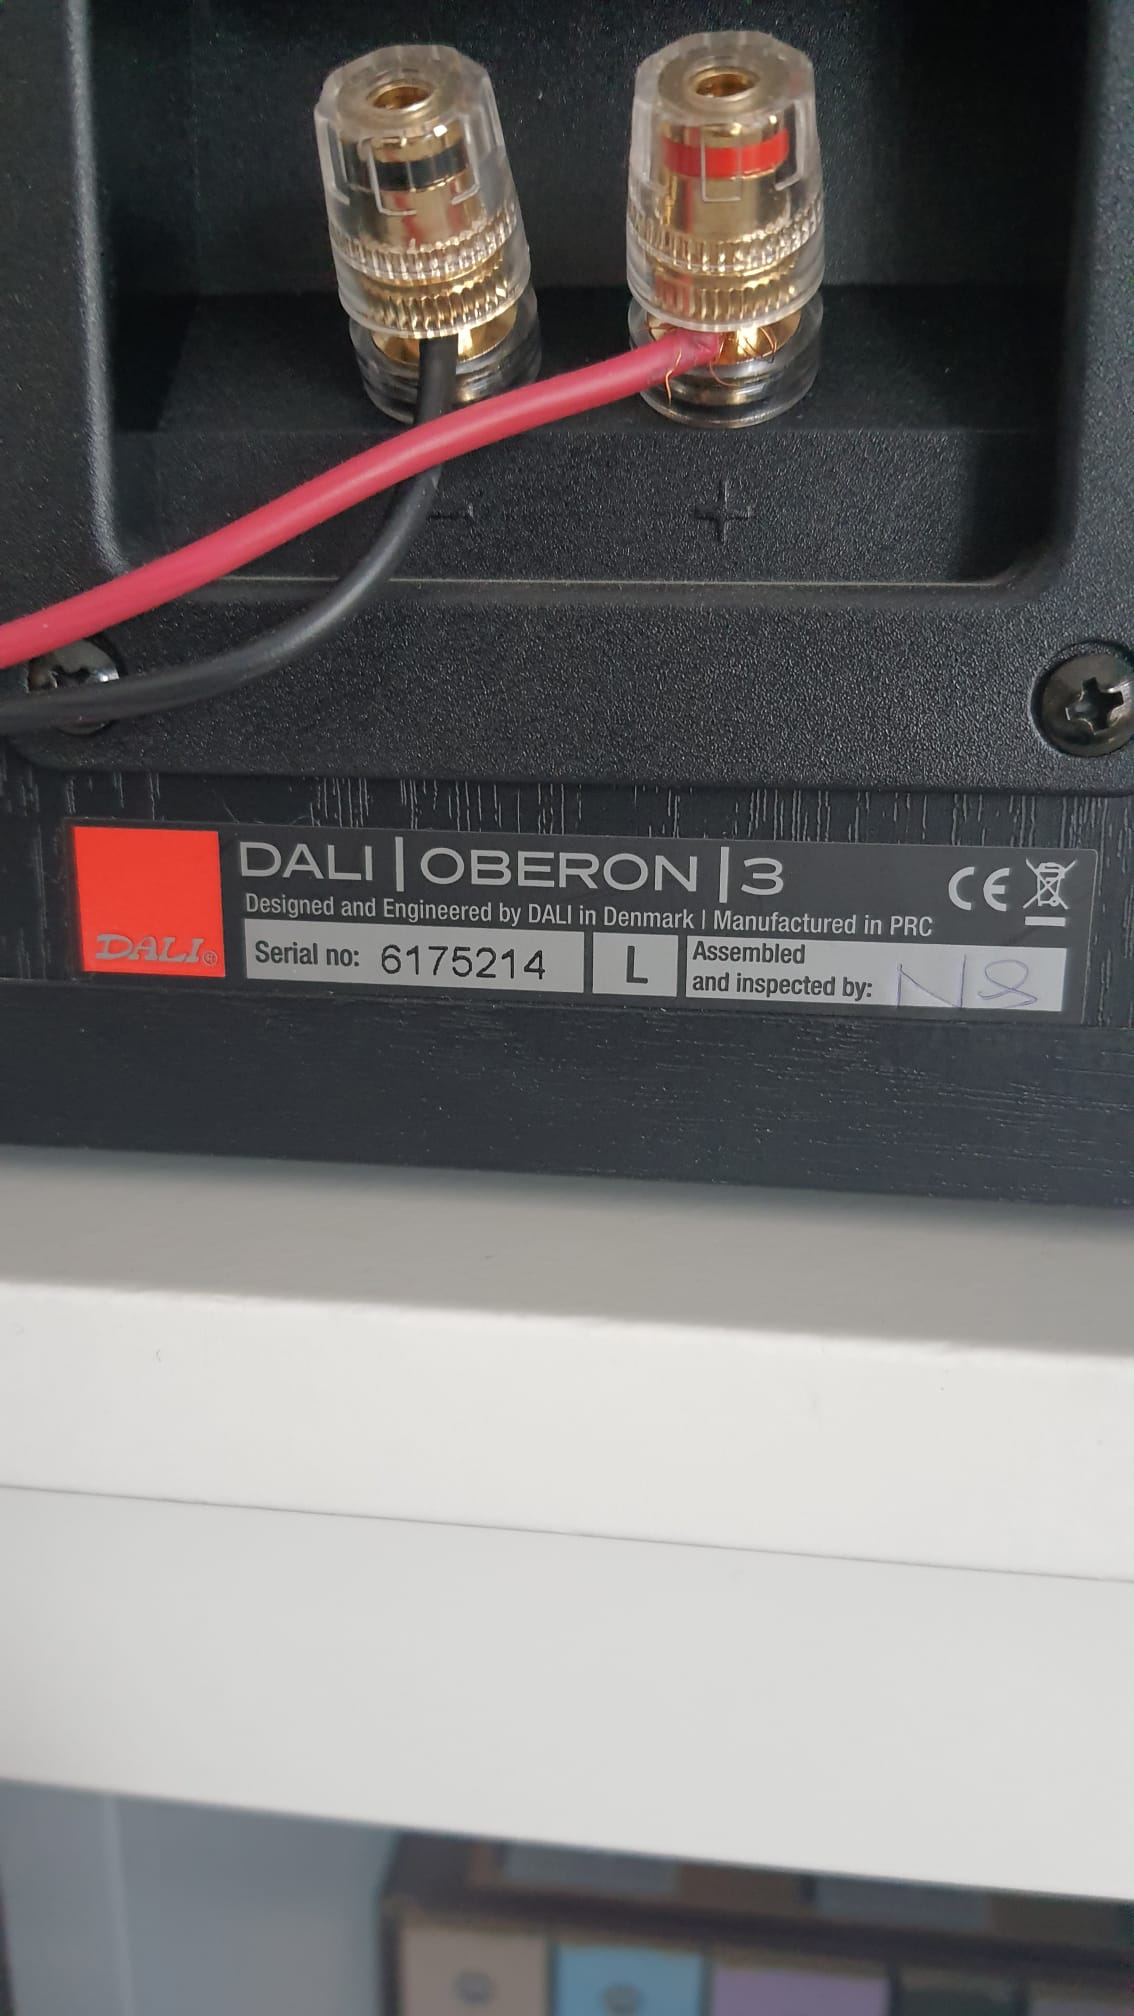 - +
DALI | OBERON | 3
Designed and Engineered by DALI in Denmark | Manufactured in PRC
DALI®
Serial no: 6175214
L
Assembled
and inspected by: NS
CE